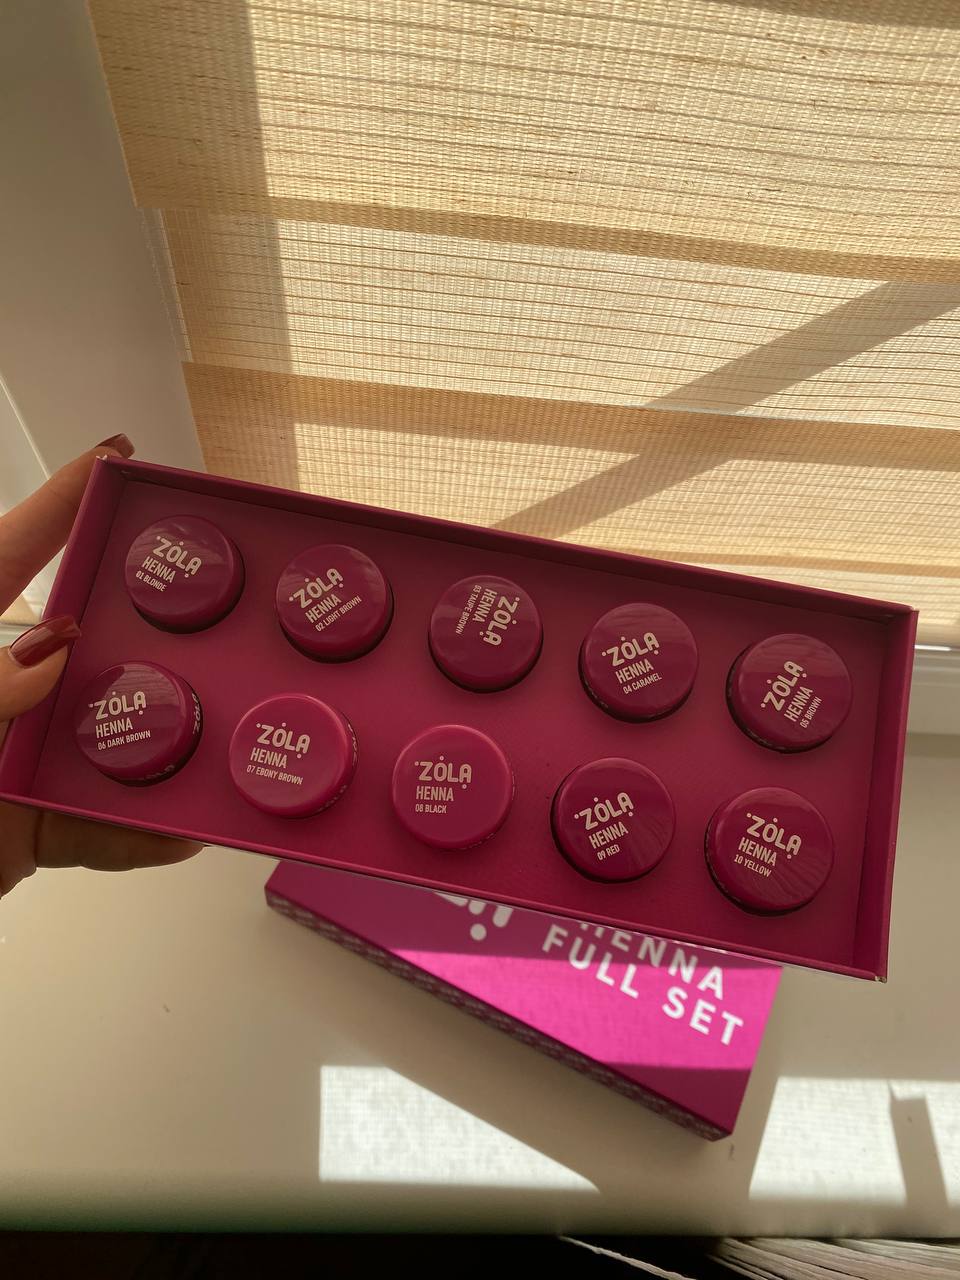 ZOLA
HENNA
01 BLONDE
ZOLA
HENNA
02 LIGHT BROWN
ZOLA
HENNA
03 TAUPE BROWN
ZOLA
HENNA
04 CARAMEL
ZOLA
HENNA
05 BROWN
ZOLA
HENNA
06 DARK BROWN
ZOLA
HENNA
07 EBONY BROWN
ZOLA
HENNA
08 BLACK
ZOLA
HENNA
09 RED
ZOLA
HENNA
10 YELLOW
HENNA
FULL SET